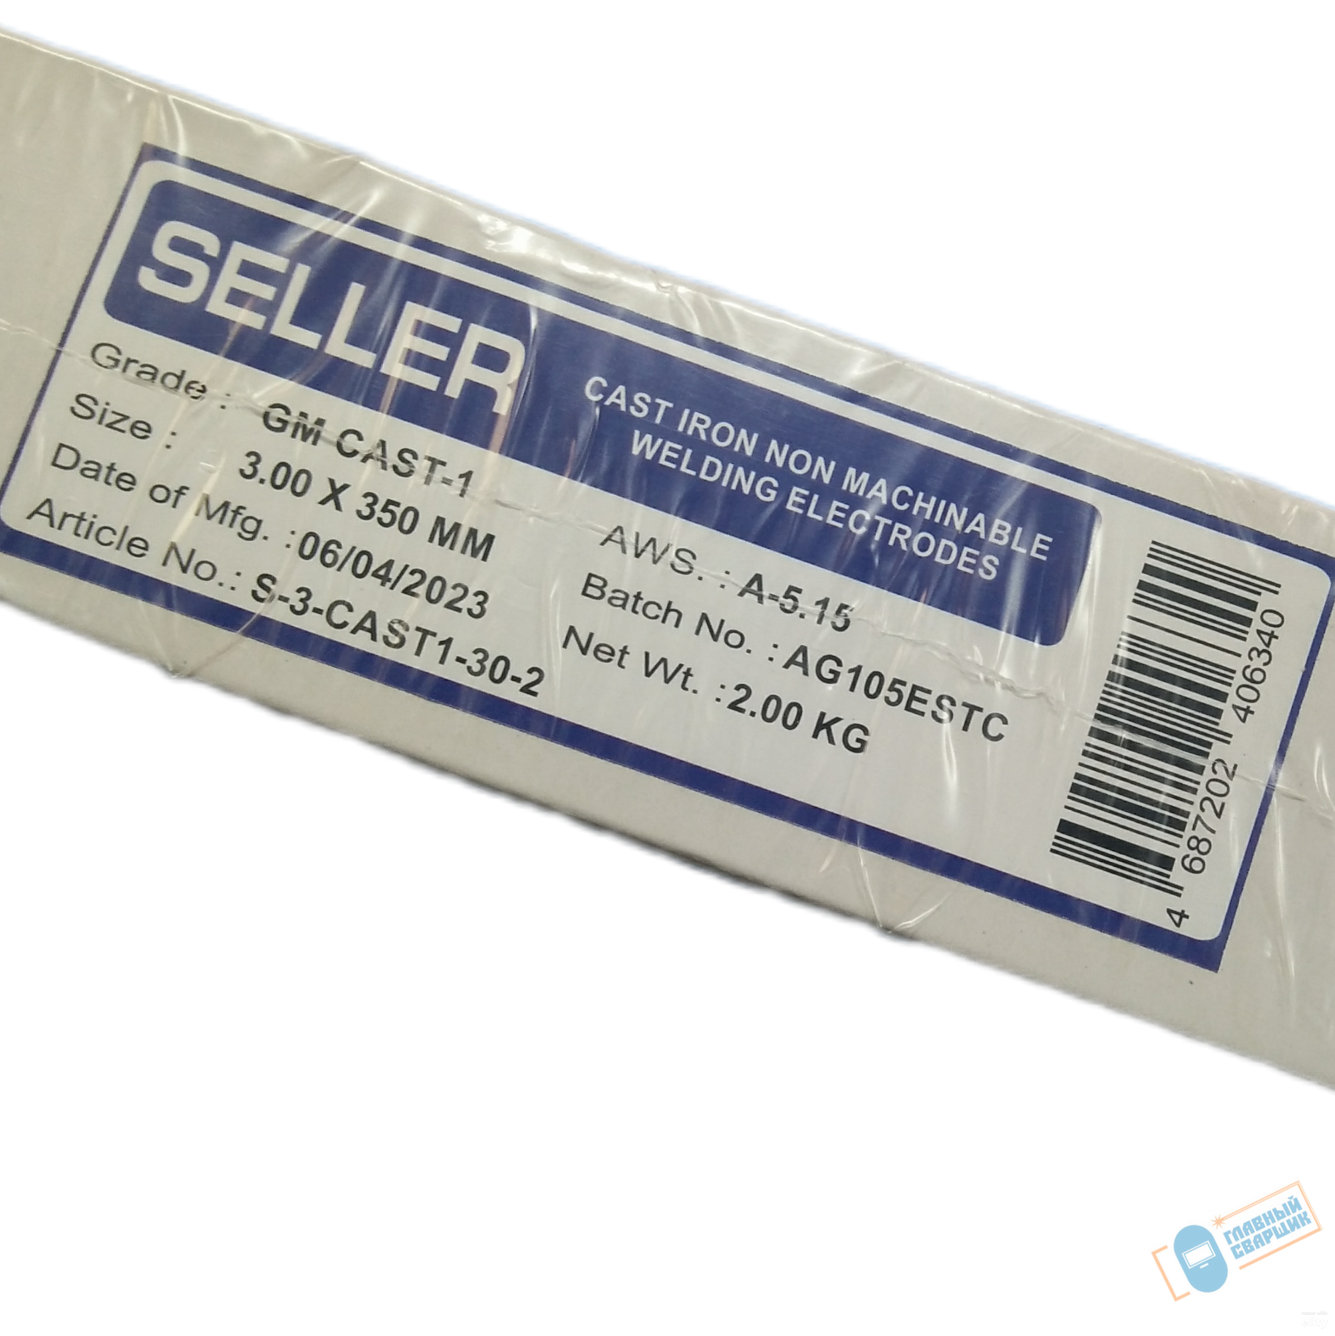 SELLER
CAST IRON NON MACHINABLE
WELDING ELECTRODES
Grade : GM CAST-1
Size : 3.00 X 350 MM
Date of Mfg. :06/04/2023
Article No.: S-3-CAST1-30-2
AWS. : A-5.15
Batch No. : AG105ESTC
Net Wt. :2.00 KG
4 687202 406340
ГЛАВНЫЙ
СВАРЩИК